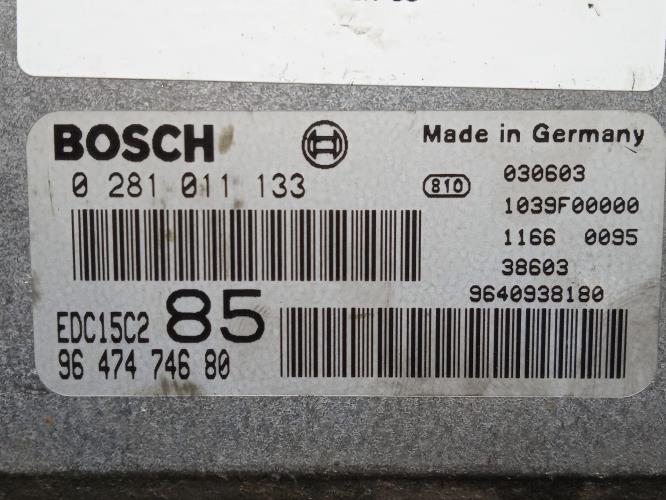 BOSCH
Made in Germany
0 281 011 133
810
030603
1039F00000
1166 0095
38603
9640938180
EDC15C2 85
96 474 746 80